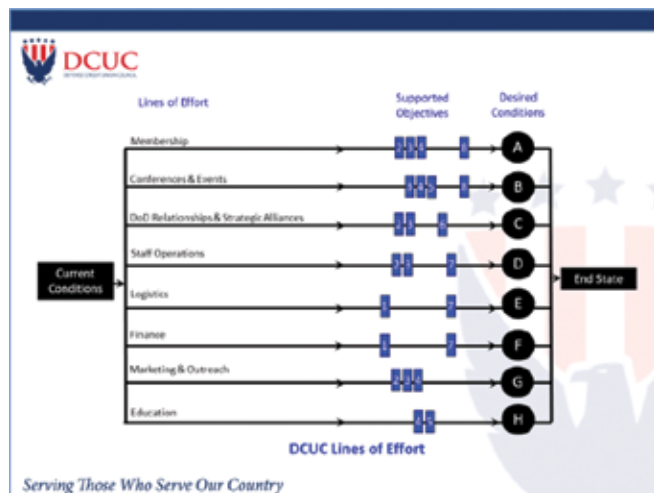 DCUC
DEFENSE CREDIT UNION COUNCIL
Lines of Effort
Supported
Objectives
Desired
Conditions
Membership
A
Conferences & Events
B
DoD Relationships & Strategic Alliances
C
Staff Operations
D
Current
Conditions
End State
Logistics
E
Finance
F
Marketing & Outreach
G
Education
H
DCUC Lines of Effort
Serving Those Who Serve Our Country